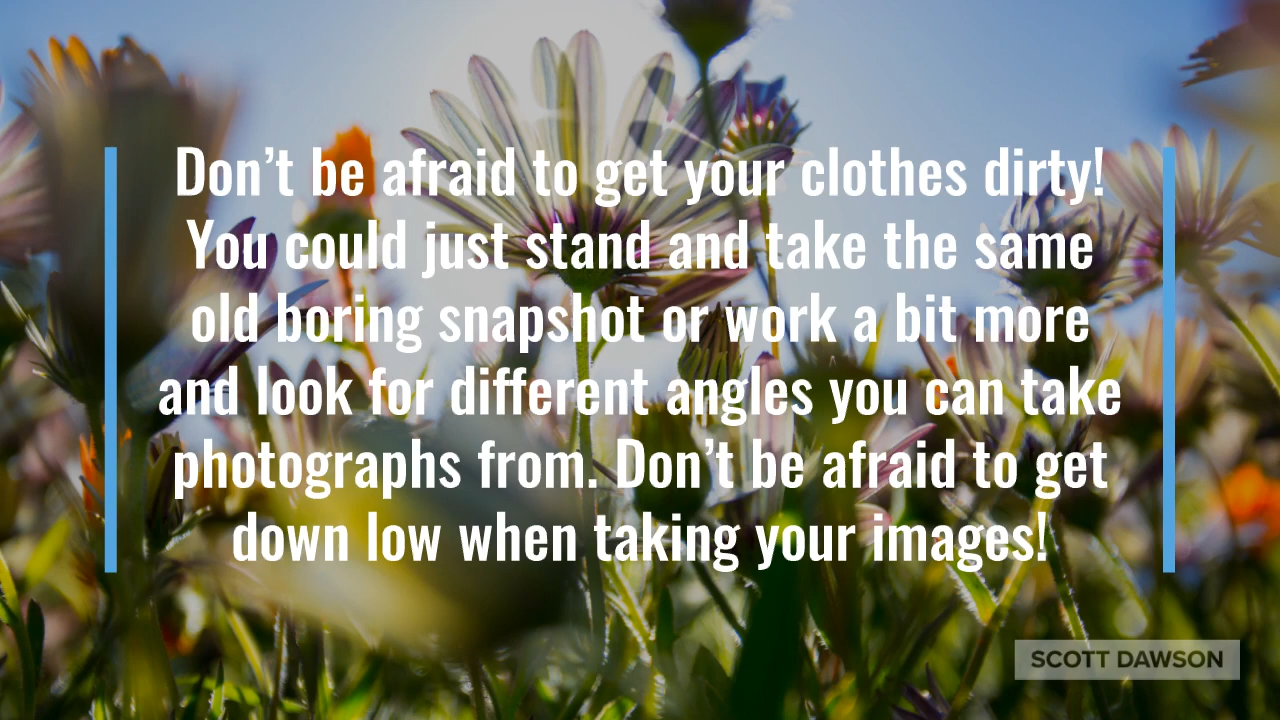 Don’t be afraid to get your clothes dirty!
You could just stand and take the same
old boring snapshot or work a bit more
and look for different angles you can take
photographs from. Don’t be afraid to get
down low when taking your images!
SCOTT DAWSON